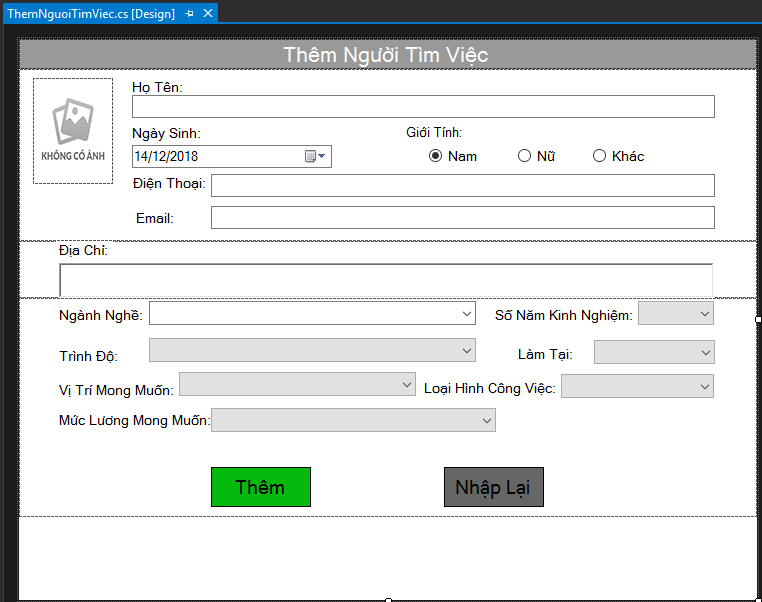 ThemNguoiTimViec.cs [Design]
Thêm Người Tìm Việc
KHÔNG CÓ ẢNH
Họ Tên:
Ngày Sinh:
Giới Tính:
14/12/2018
Nam
Nữ
Khác
Điện Thoại:
Email:
Địa Chỉ:
Ngành Nghề:
Số Năm Kinh Nghiệm:
Trình Độ:
Làm Tại:
Vị Trí Mong Muốn:
Loại Hình Công Việc:
Mức Lương Mong Muốn:
Thêm
Nhập Lại